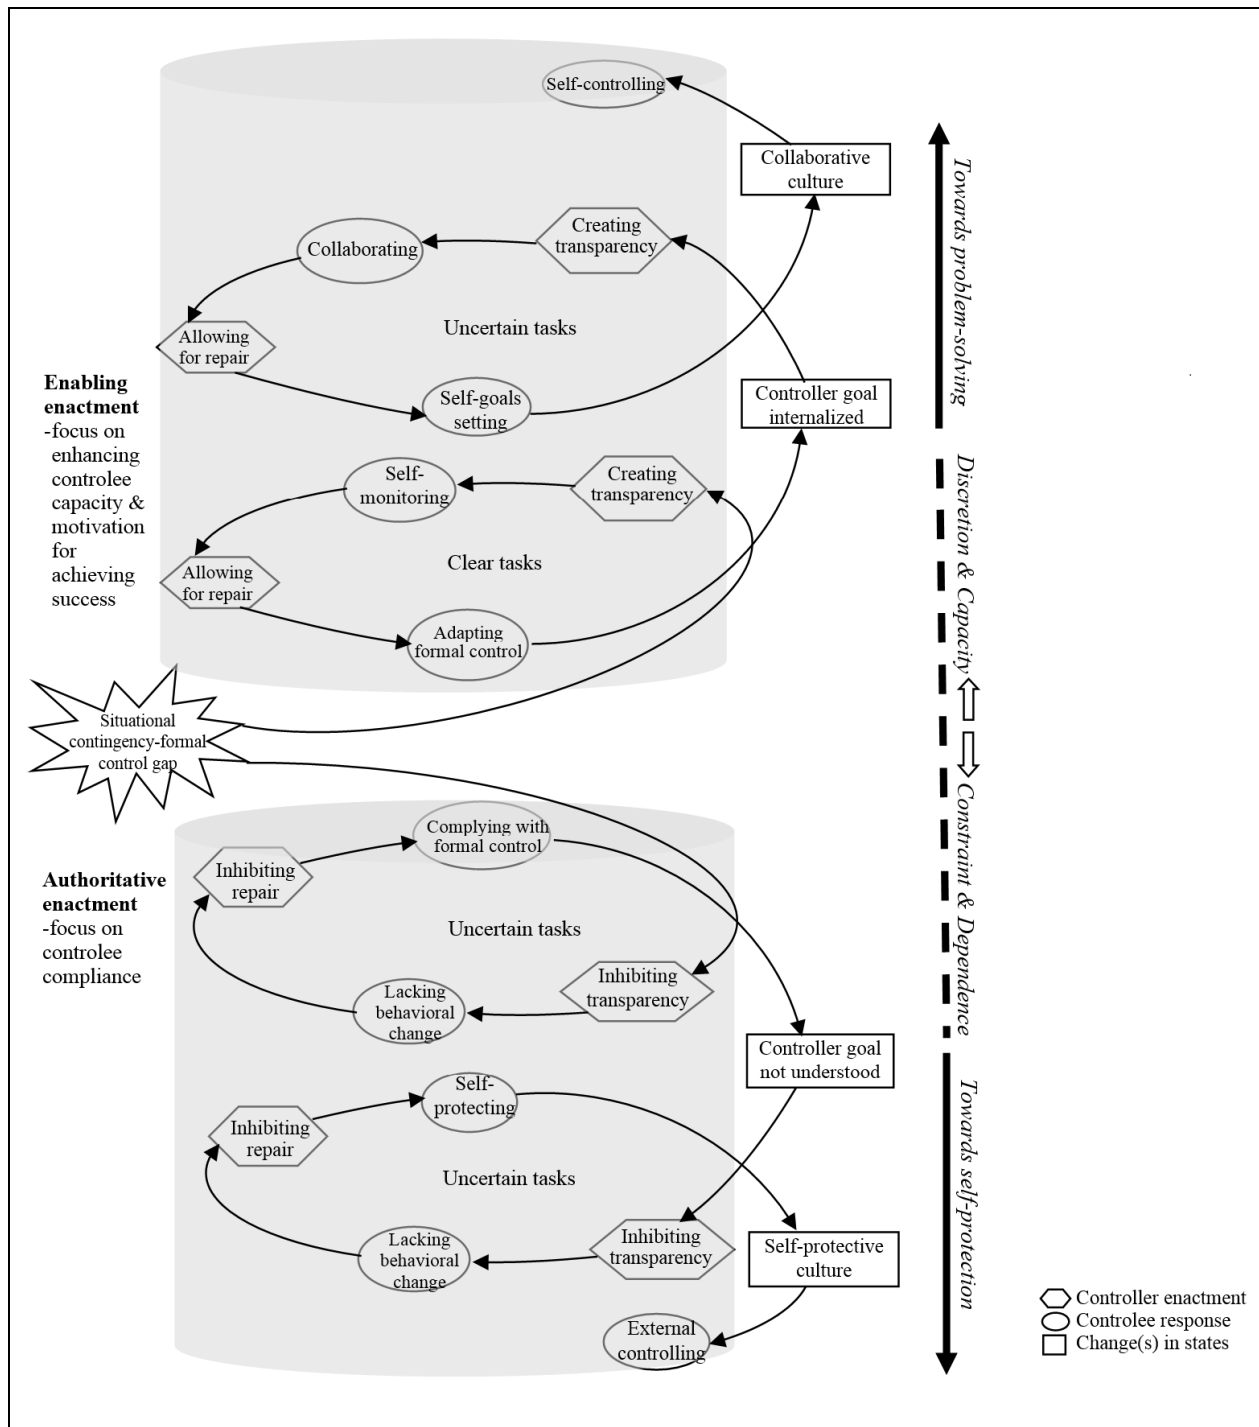 Self-controlling
Collaborative
culture
Creating
transparency
Collaborating
Uncertain tasks
Allowing
for repair
Self-goals
setting
Controller goal
internalized
Enabling
enactment
-focus on
enhancing
controlee
capacity &
motivation
for
achieving
success
Self-
monitoring
Creating
transparency
Clear tasks
Allowing
for repair
Adapting
formal control
Situational
contingency-formal
control gap
Complying with
formal control
Inhibiting
repair
Authoritative
enactment
-focus on
controlee
compliance
Uncertain tasks
Inhibiting
transparency
Lacking
behavioral
change
Controller goal
not understood
Self-
protecting
Inhibiting
repair
Uncertain tasks
Inhibiting
transparency
Lacking
behavioral
change
Self-protective
culture
External
controlling
Towards problem-solving
Discretion & Capacity
Constraint & Dependence
Towards self-protection
Controller enactment
Controlee response
Change(s) in states